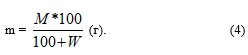 m = M*100 / 100+W (г). (4)